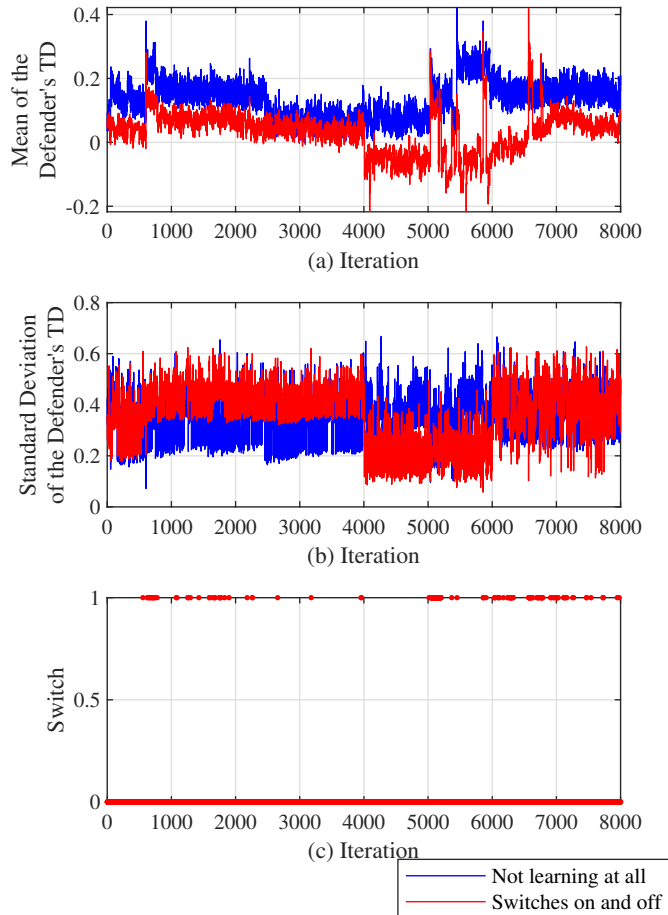 Mean of the
Defender's TD
0.4
0.2
0
-0.2
0 1000 2000 3000 4000 5000 6000 7000 8000
(a) Iteration
Standard Deviation
of the Defender's TD
0.8
0.6
0.4
0.2
0
0 1000 2000 3000 4000 5000 6000 7000 8000
(b) Iteration
Switch
1
0.5
0
0 1000 2000 3000 4000 5000 6000 7000 8000
(c) Iteration
Not learning at all
Switches on and off